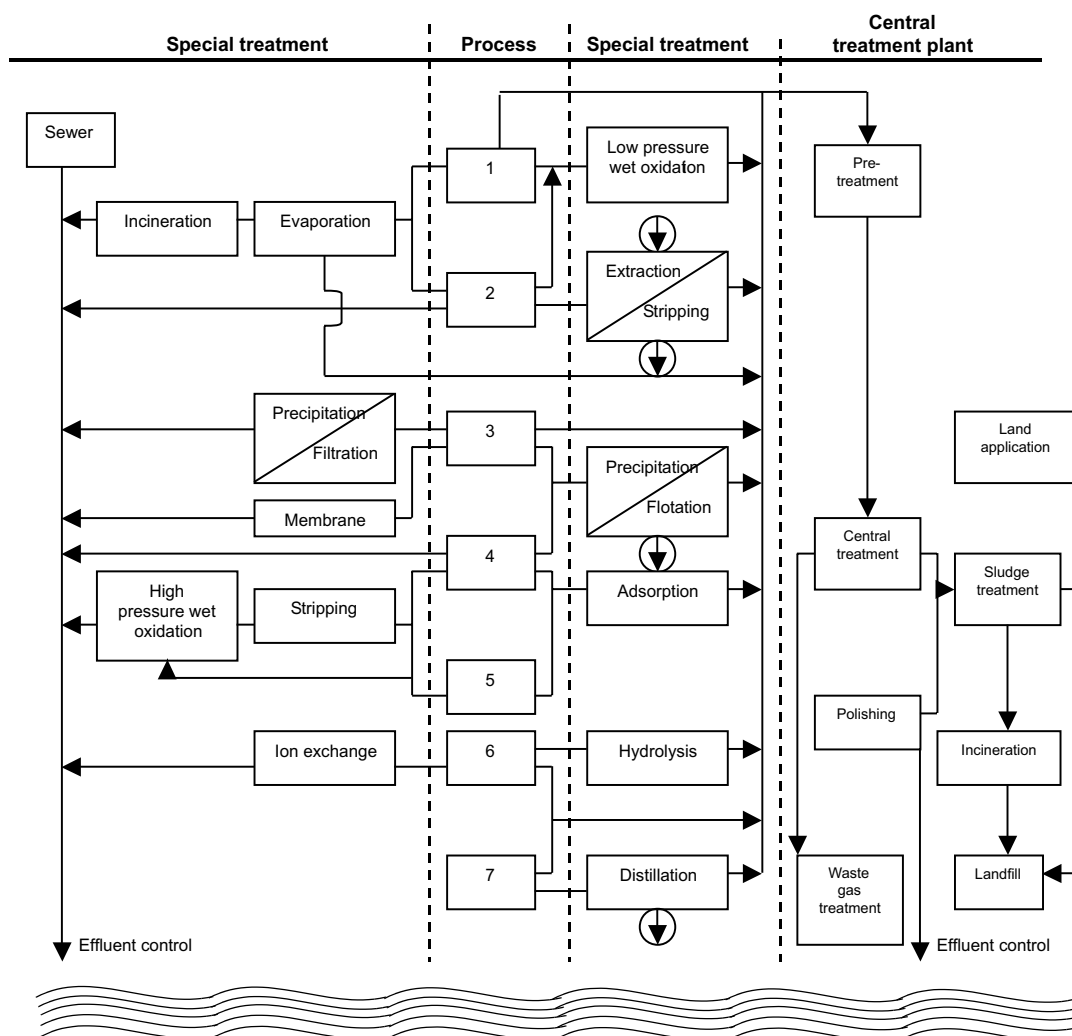 Special treatment
Process
Special treatment
Central
treatment plant
Sewer
1
Low pressure
wet oxidation
Pre-
treatment
Incineration
Evaporation
2
Extraction
Stripping
Precipitation
Filtration
3
Precipitation
Flotation
Land
application
Membrane
4
Central
treatment
High
pressure wet
oxidation
Stripping
Adsorption
Sludge
treatment
5
Polishing
Ion exchange
6
Hydrolysis
Incineration
7
Distillation
Waste
gas
treatment
Landfill
Effluent control
Effluent control